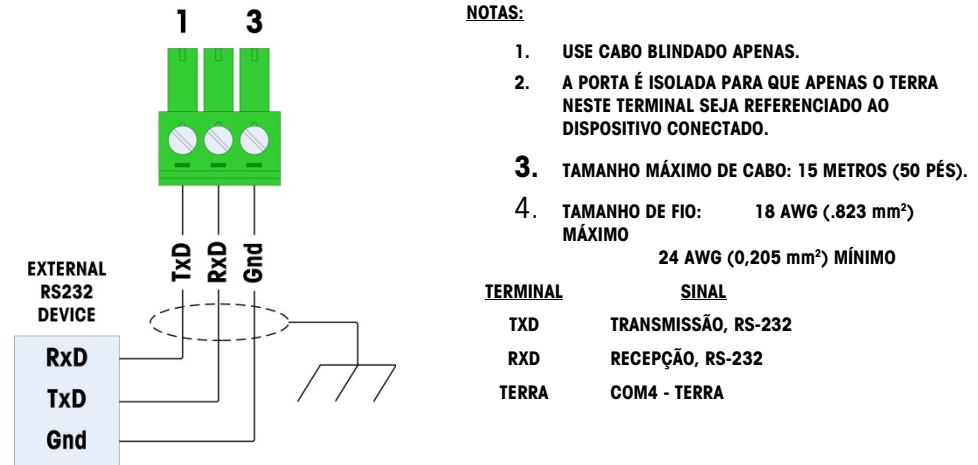 1 3
TxD
RxD
Gnd
EXTERNAL
RS232
DEVICE
RxD
TxD
Gnd
NOTAS:
1. USE CABO BLINDADO APENAS.
2. A PORTA É ISOLADA PARA QUE APENAS O TERRA
NESTE TERMINAL SEJA REFERENCIADO AO
DISPOSITIVO CONECTADO.
3. TAMANHO MÁXIMO DE CABO: 15 METROS (50 PÉS).
4. TAMANHO DE FIO: 18 AWG (.823 mm²)
MÁXIMO
24 AWG (0,205 mm²) MÍNIMO
TERMINAL SINAL
TXD TRANSMISSÃO, RS-232
RXD RECEPÇÃO, RS-232
TERRA COM4 - TERRA